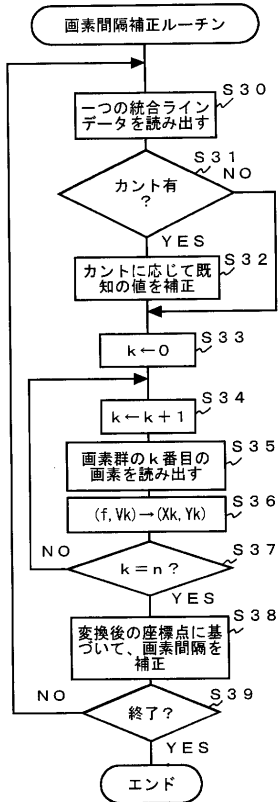 画素間隔補正ルーチン
S30
一つの統合ライン
データを読み出す
S31
カント有
?
NO
YES
S32
カントに応じて既
知の値を補正
S33
k←0
S34
k←k+1
S35
画素群のk番目の
画素を読み出す
S36
(f,Vk)→(Xk,Yk)
S37
NO
k=n?
YES
S38
変換後の座標点に基
づいて、画素間隔を
補正
NO
S39
終了?
YES
エンド